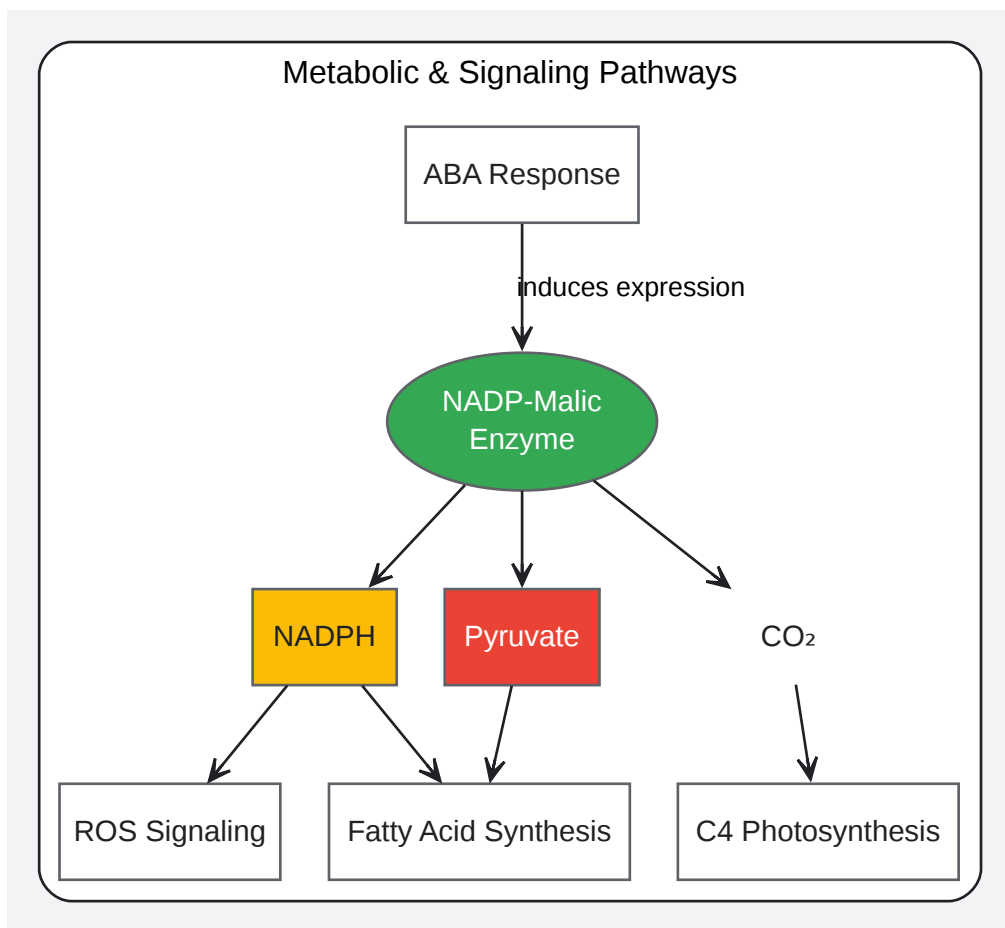 Metabolic & Signaling Pathways
ABA Response
induces expression
NADP-Malic
Enzyme
NADPH
Pyruvate
CO₂
ROS Signaling
Fatty Acid Synthesis
C4 Photosynthesis